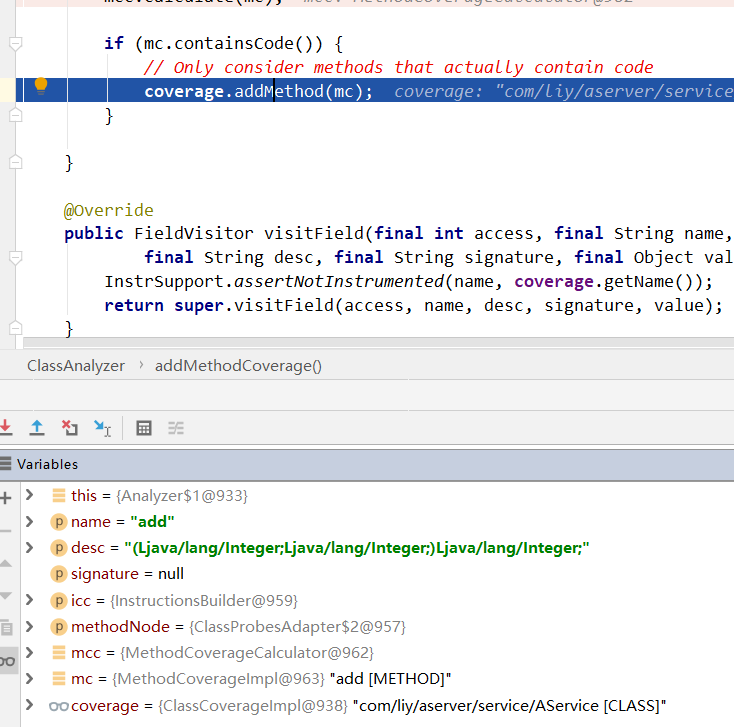 mcc.calculate(mc);  mcc: MethodCoverageCalculator@962
if (mc.containsCode()) {
// Only consider methods that actually contain code
coverage.addMethod(mc);  coverage: "com/liy/aserver/service
}
}
@Override
public FieldVisitor visitField(final int access, final String name,
final String desc, final String signature, final Object val
InstrSupport.assertNotInstrumented(name, coverage.getName());
return super.visitField(access, name, desc, signature, value);
}
ClassAnalyzer › addMethodCoverage()
Variables
this = {Analyzer$1@933}
p name = "add"
p desc = "(Ljava/lang/Integer;Ljava/lang/Integer;)Ljava/lang/Integer;"
p signature = null
p icc = {InstructionsBuilder@959}
p methodNode = {ClassProbesAdapter$2@957}
mcc = {MethodCoverageCalculator@962}
mc = {MethodCoverageImpl@963} "add [METHOD]"
coverage = {ClassCoverageImpl@938} "com/liy/aserver/service/AService [CLASS]"